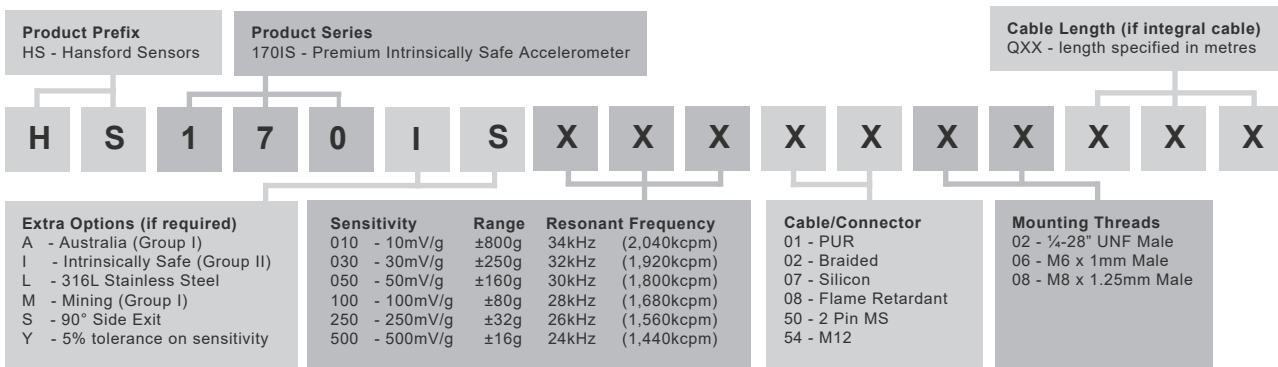 Product Prefix
HS - Hansford Sensors
Product Series
170IS - Premium Intrinsically Safe Accelerometer
Cable Length (if integral cable)
QXX - length specified in metres
H S 1 7 0 I S X X X X X X X X X X
Extra Options (if required)
A - Australia (Group I)
I - Intrinsically Safe (Group II)
L - 316L Stainless Steel
M - Mining (Group I)
S - 90° Side Exit
Y - 5% tolerance on sensitivity
Sensitivity Range Resonant Frequency
010 - 10mV/g ±800g 34kHz (2,040kcpm)
030 - 30mV/g ±250g 32kHz (1,920kcpm)
050 - 50mV/g ±160g 30kHz (1,800kcpm)
100 - 100mV/g ±80g 28kHz (1,680kcpm)
250 - 250mV/g ±32g 26kHz (1,560kcpm)
500 - 500mV/g ±16g 24kHz (1,440kcpm)
Cable/Connector
01 - PUR
02 - Braided
07 - Silicon
08 - Flame Retardant
50 - 2 Pin MS
54 - M12
Mounting Threads
02 - ¼-28" UNF Male
06 - M6 x 1mm Male
08 - M8 x 1.25mm Male